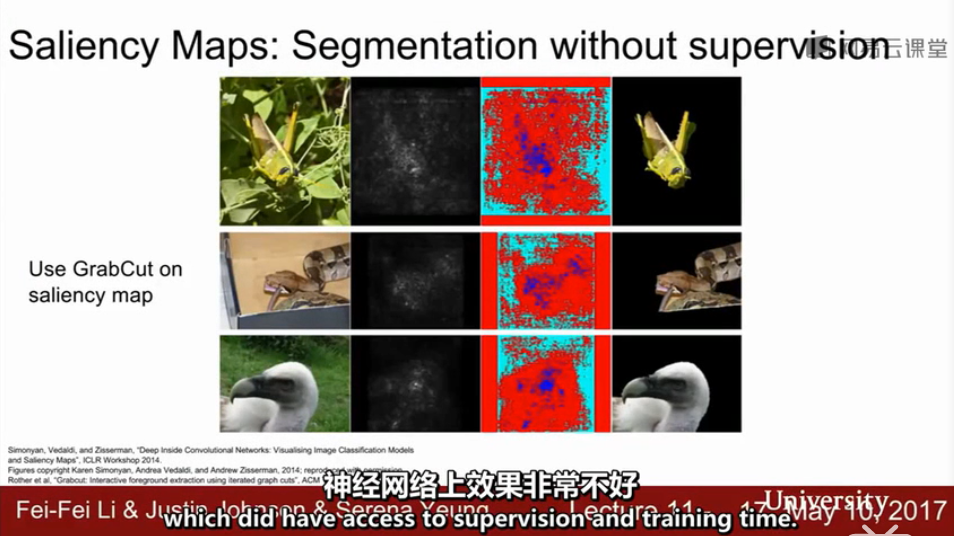 Saliency Maps: Segmentation without supervision
云课堂
Use GrabCut on
saliency map
Simonyan, Vedaldi, and Zisserman, "Deep Inside Convolutional Networks: Visualising Image Classification Models
and Saliency Maps", ICLR Workshop 2014.
Figures copyright Karen Simonyan, Andrea Vedaldi, and Andrew Zisserman, 2014; reproduced with permission.
Rother et al, "Grabcut: Interactive foreground extraction using iterated graph cuts", ACM
神经网络上效果非常不好
Fei-Fei Li & Justin Johnson & Serena Yeung Lecture 11 - 17 May 10, 2017
University
which did have access to supervision and training time.